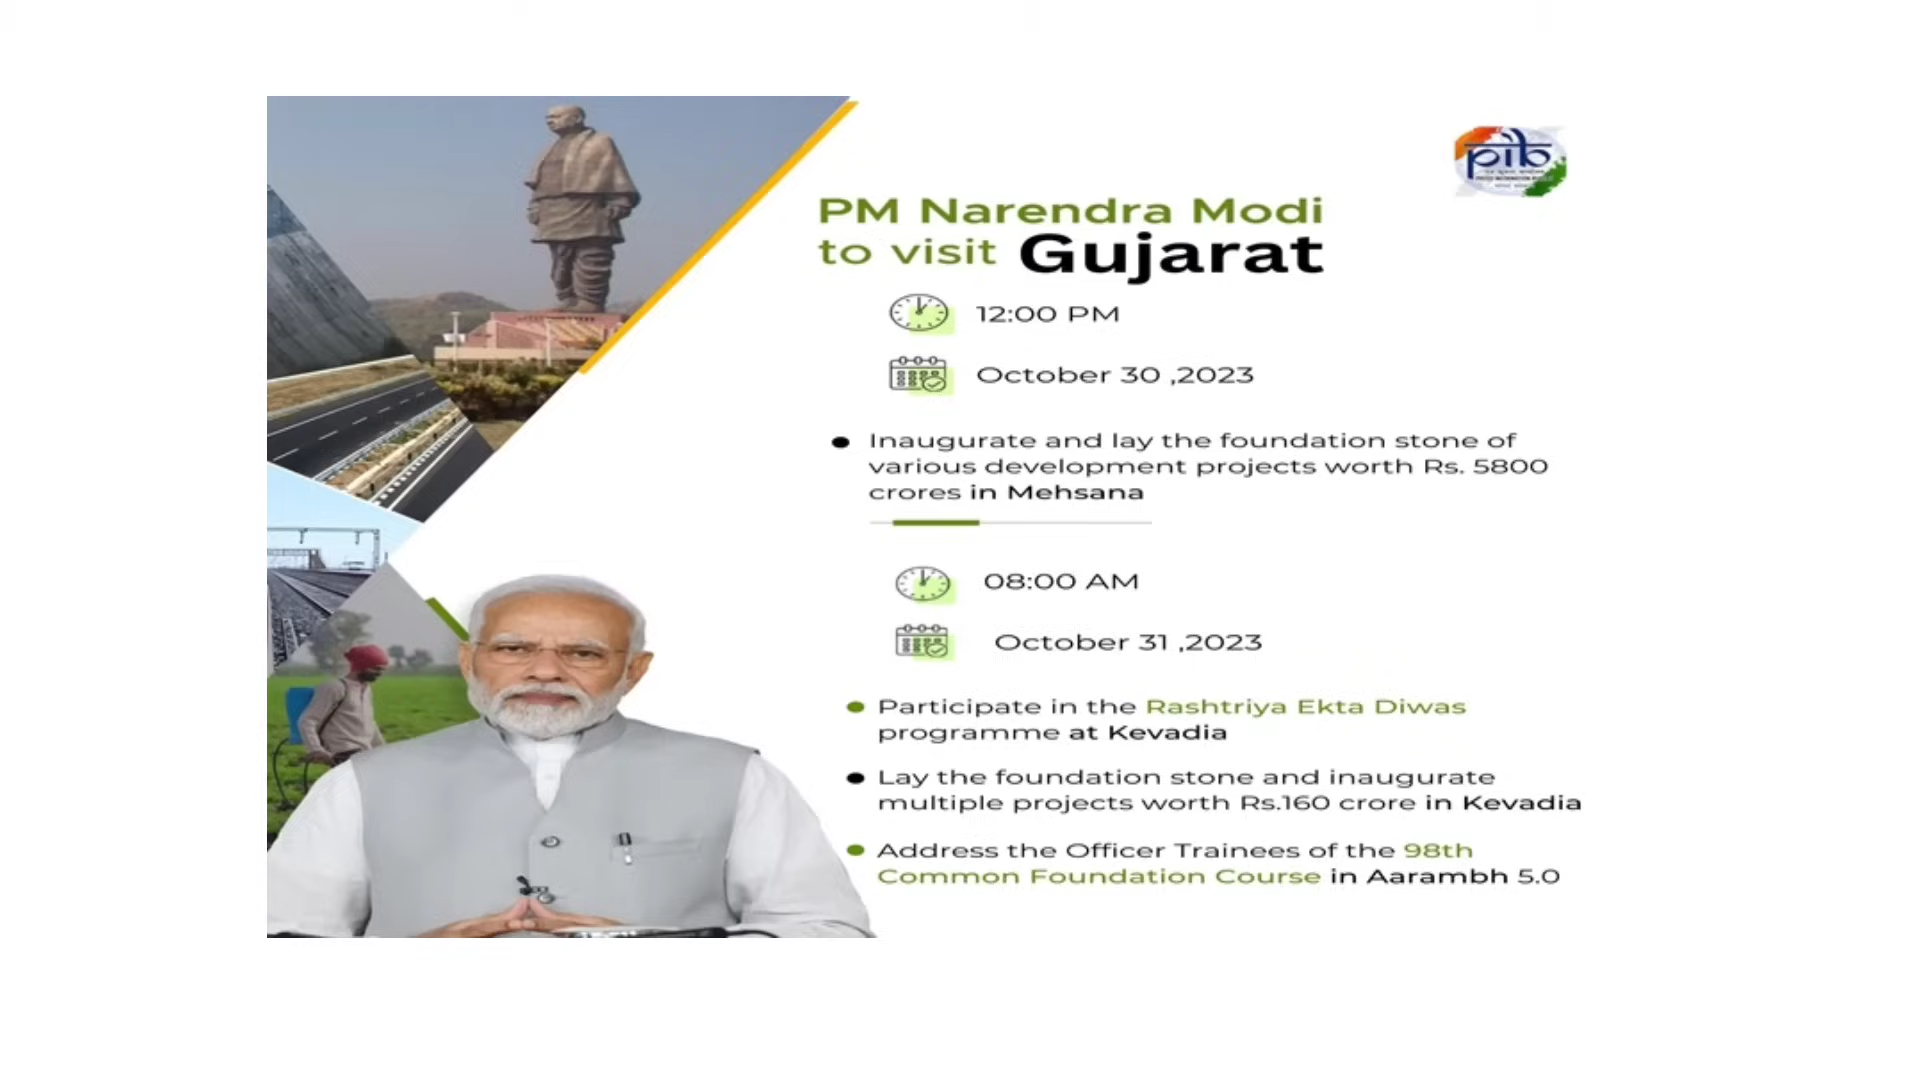 pib
PM Narendra Modi
to visit Gujarat
12:00 PM
October 30 ,2023
Inaugurate and lay the foundation stone of
various development projects worth Rs. 5800
crores in Mehsana
08:00 AM
October 31 ,2023
Participate in the Rashtriya Ekta Diwas
programme at Kevadia
Lay the foundation stone and inaugurate
multiple projects worth Rs.160 crore in Kevadia
Address the Officer Trainees of the 98th
Common Foundation Course in Aarambh 5.0